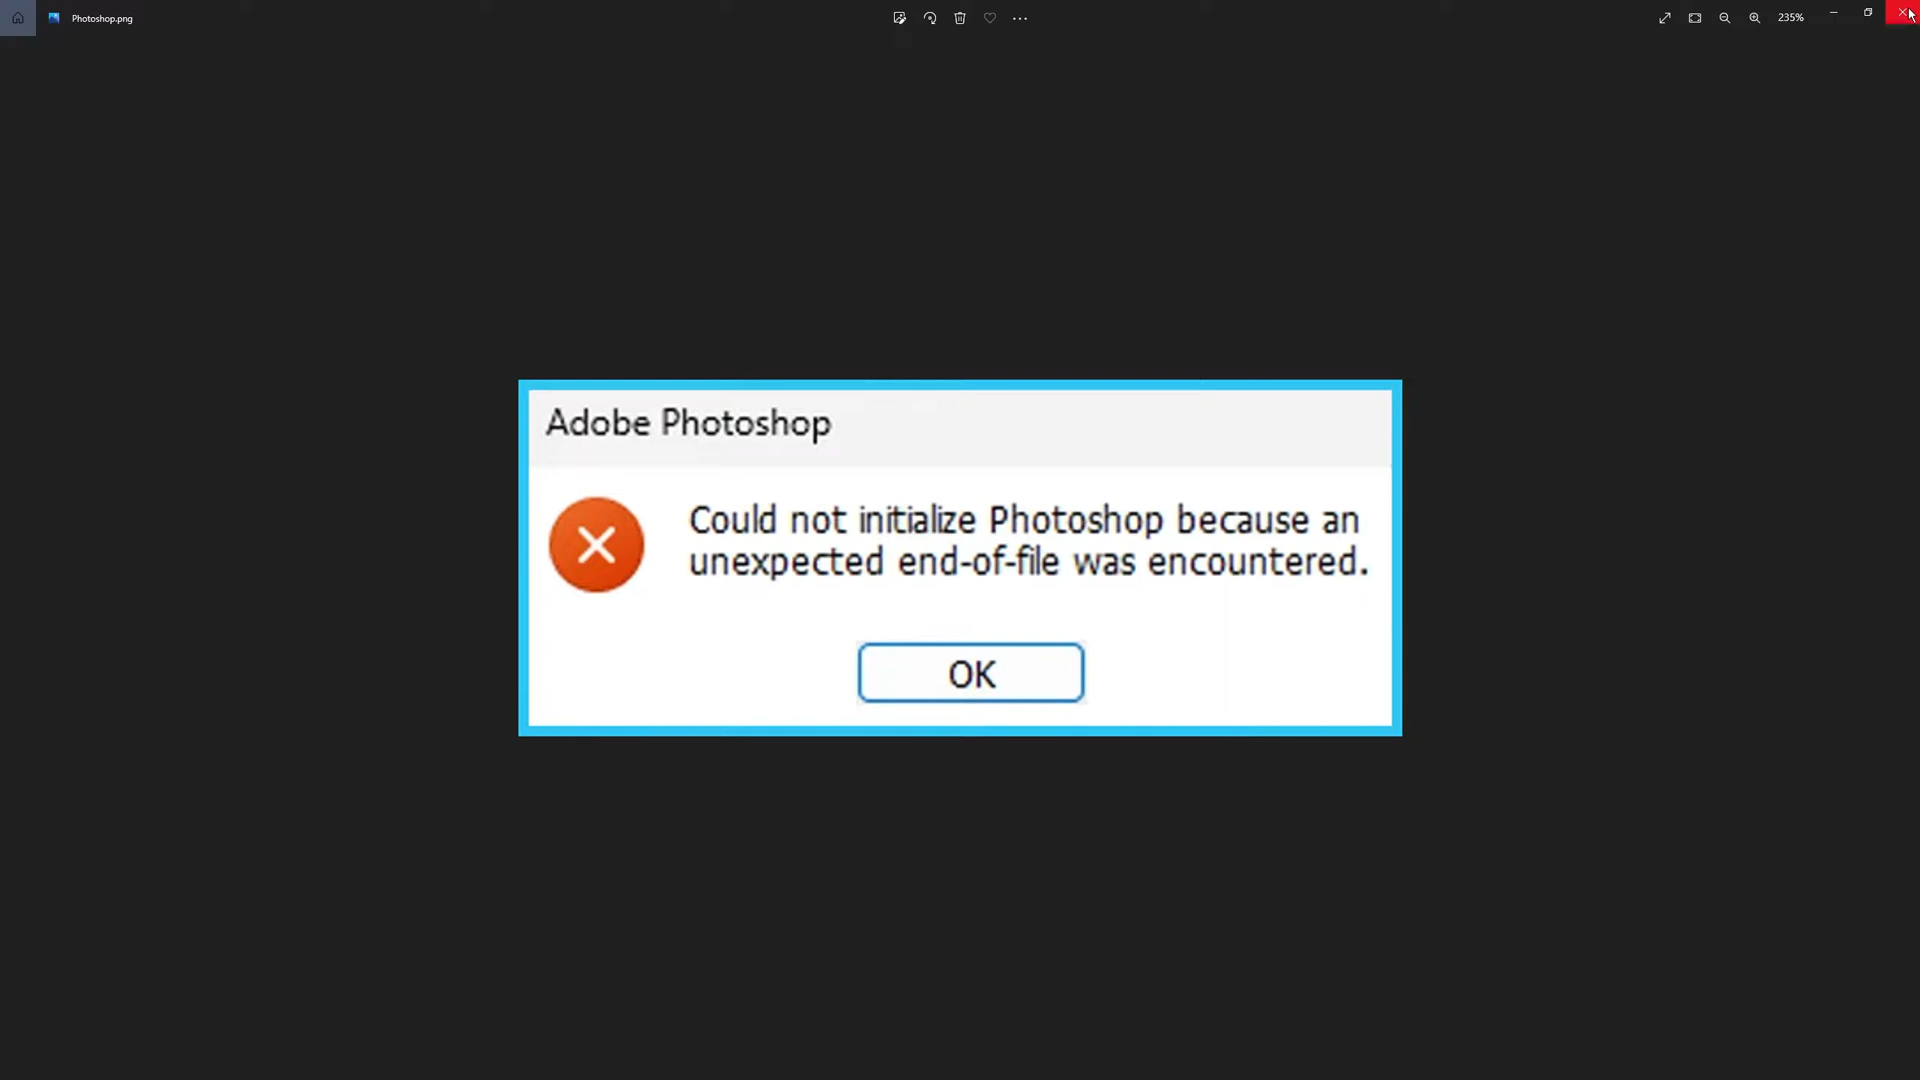 Photoshop.png
235%
Adobe Photoshop
Could not initialize Photoshop because an
unexpected end-of-file was encountered.
OK